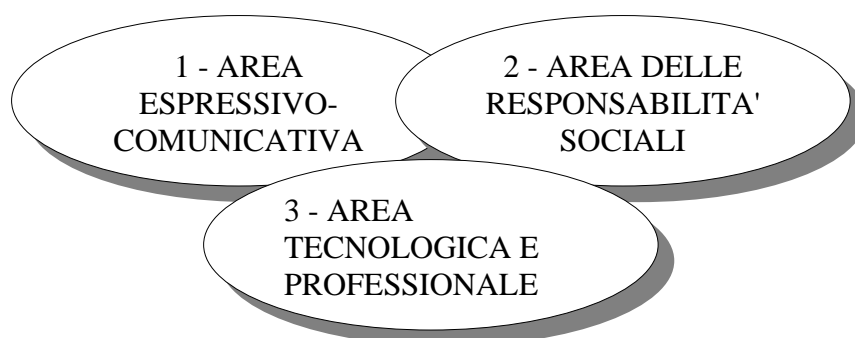 1 - AREA
ESPRESSIVO-
COMUNICATIVA
2 - AREA DELLE
RESPONSABILITA'
SOCIALI
3 - AREA
TECNOLOGICA E
PROFESSIONALE